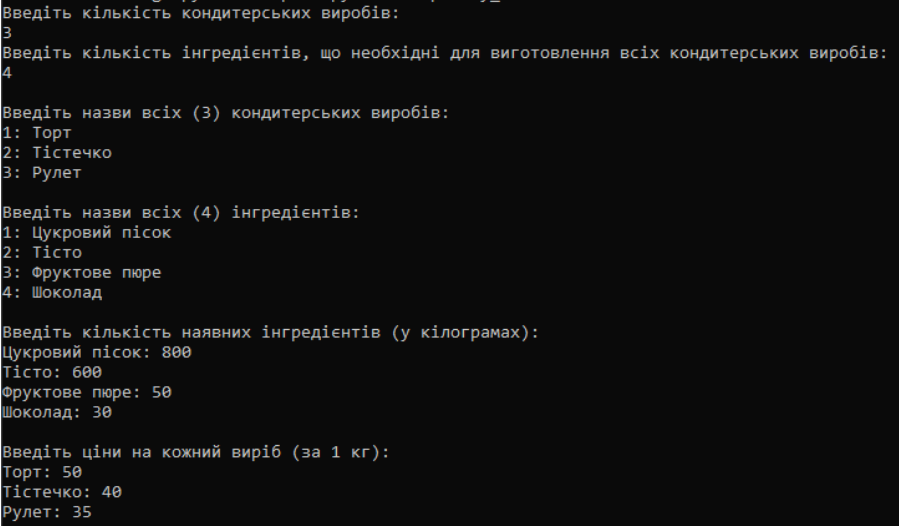 Введіть кількість кондитерських виробів:
3
Введіть кількість інгредієнтів, що необхідні для виготовлення всіх кондитерських виробів:
4
Введіть назви всіх (3) кондитерських виробів:
1: Торт
2: Тістечко
3: Рулет
Введіть назви всіх (4) інгредієнтів:
1: Цукровий пісок
2: Тісто
3: Фруктове пюре
4: Шоколад
Введіть кількість наявних інгредієнтів (у кілограмах):
Цукровий пісок: 800
Тісто: 600
Фруктове пюре: 50
Шоколад: 30
Введіть ціни на кожний виріб (за 1 кг):
Торт: 50
Тістечко: 40
Рулет: 35